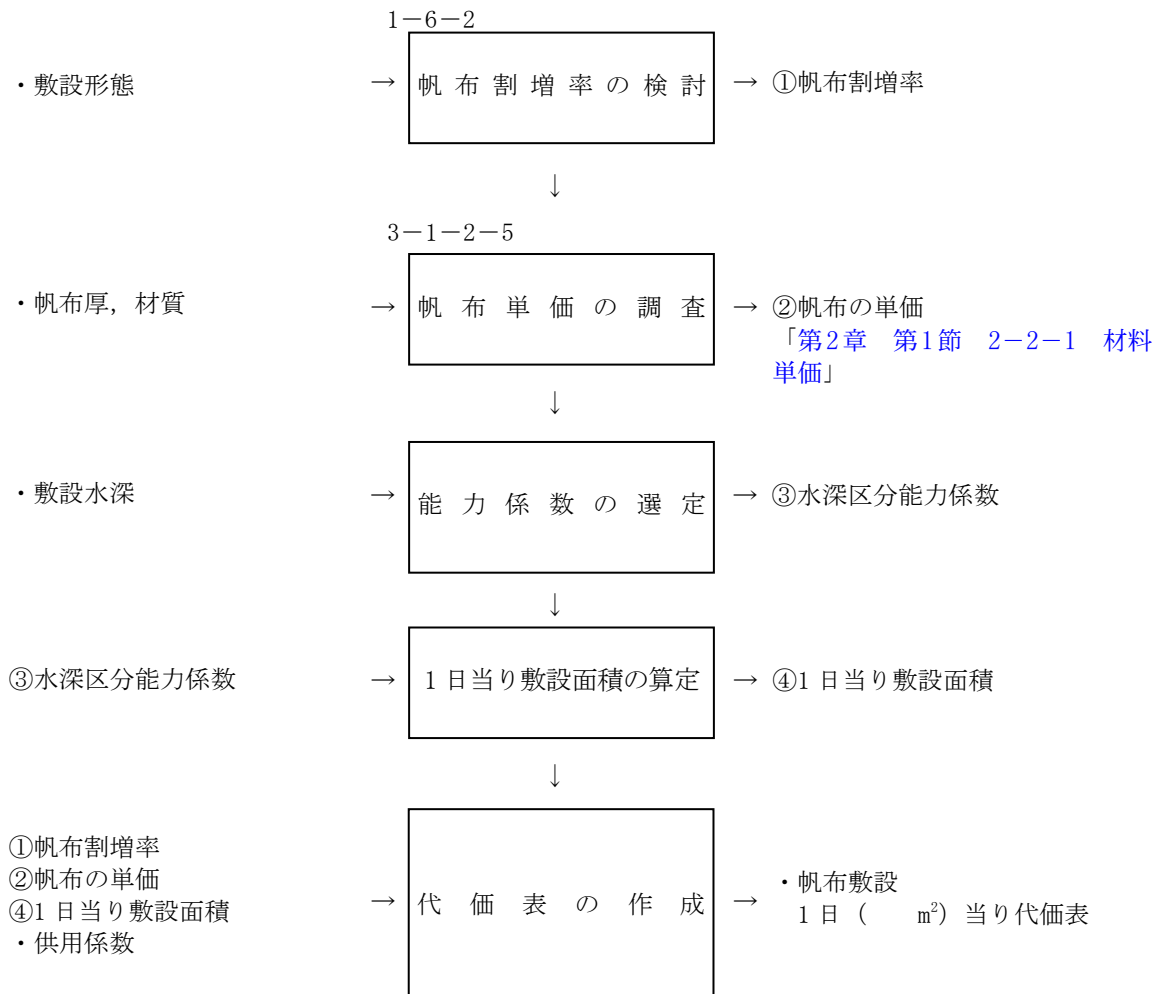 1-6-2
・敷設形態
→
帆布割増率の検討
→ ①帆布割増率
↓
3-1-2-5
・帆布厚，材質
→
帆布単価の調査
→ ②帆布の単価
「第2章　第1節　2-2-1　材料
単価」
↓
・敷設水深
→
能力係数の選定
→ ③水深区分能力係数
↓
③水深区分能力係数
→
1日当り敷設面積の算定
→ ④1日当り敷設面積
↓
①帆布割増率
②帆布の単価
④1日当り敷設面積
・供用係数
→
代価表の作成
→
・帆布敷設
1日（　　m²）当り代価表